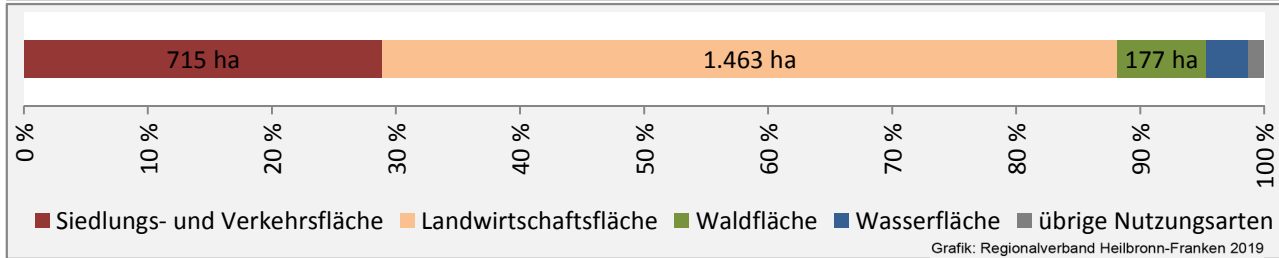 715 ha 1.463 ha 177 ha
0 % 10 % 20 % 30 % 40 % 50 % 60 % 70 % 80 % 90 % 100 %
Siedlungs- und Verkehrsfläche Landwirtschaftsfläche Waldfläche Wasserfläche übrige Nutzungsarten
Grafik: Regionalverband Heilbronn-Franken 2019